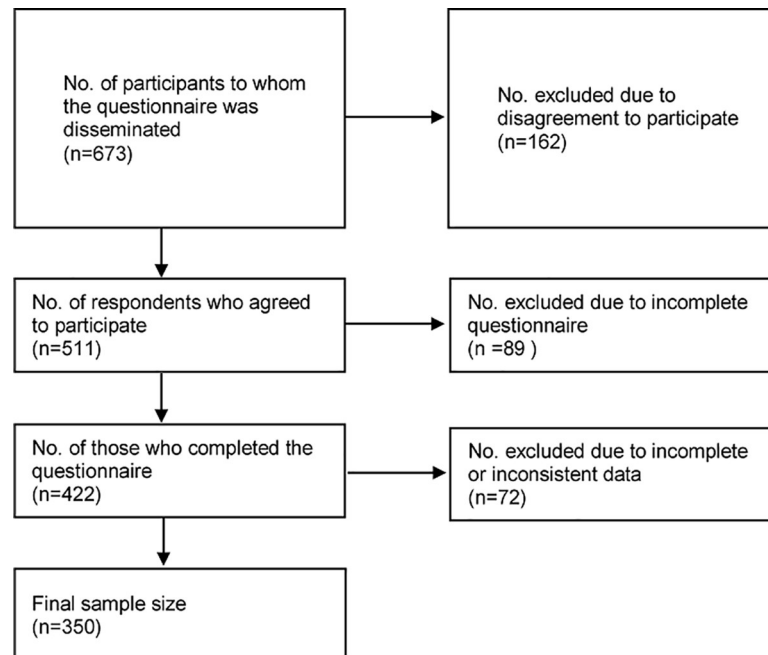 No. of participants to whom
the questionnaire was
disseminated
(n=673)
No. excluded due to
disagreement to participate
(n=162)
No. of respondents who agreed
to participate
(n=511)
No. excluded due to incomplete
questionnaire
(n =89 )
No. of those who completed the
questionnaire
(n=422)
No. excluded due to incomplete
or inconsistent data
(n=72)
Final sample size
(n=350)